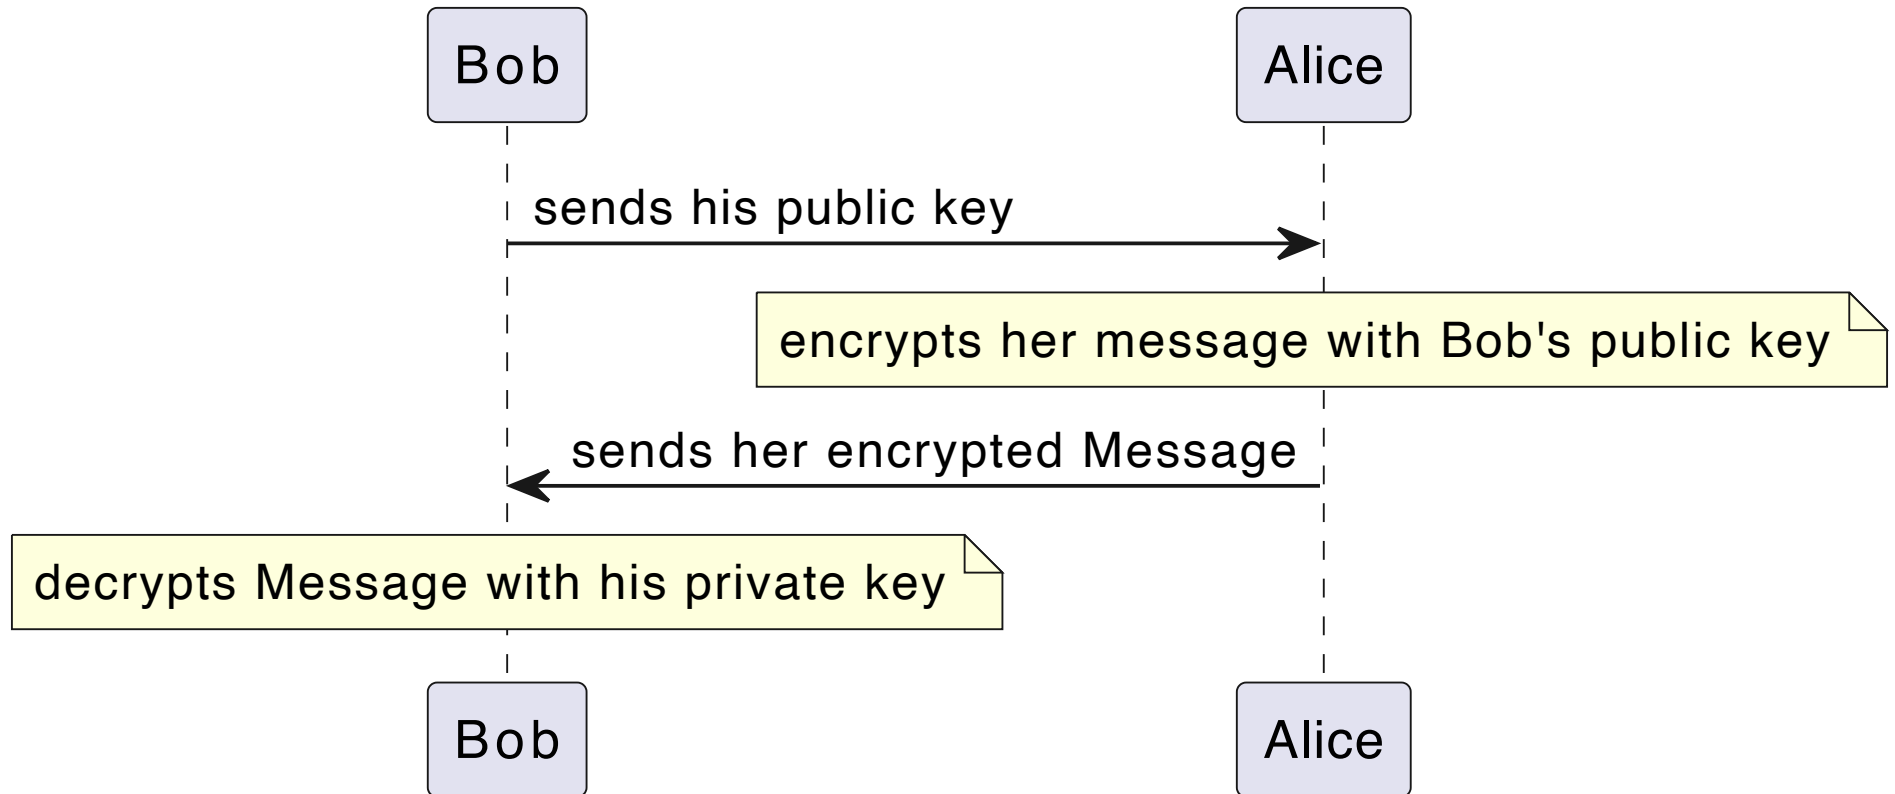 Bob
Alice
sends his public key
encrypts her message with Bob's public key
sends her encrypted Message
decrypts Message with his private key
Bob
Alice